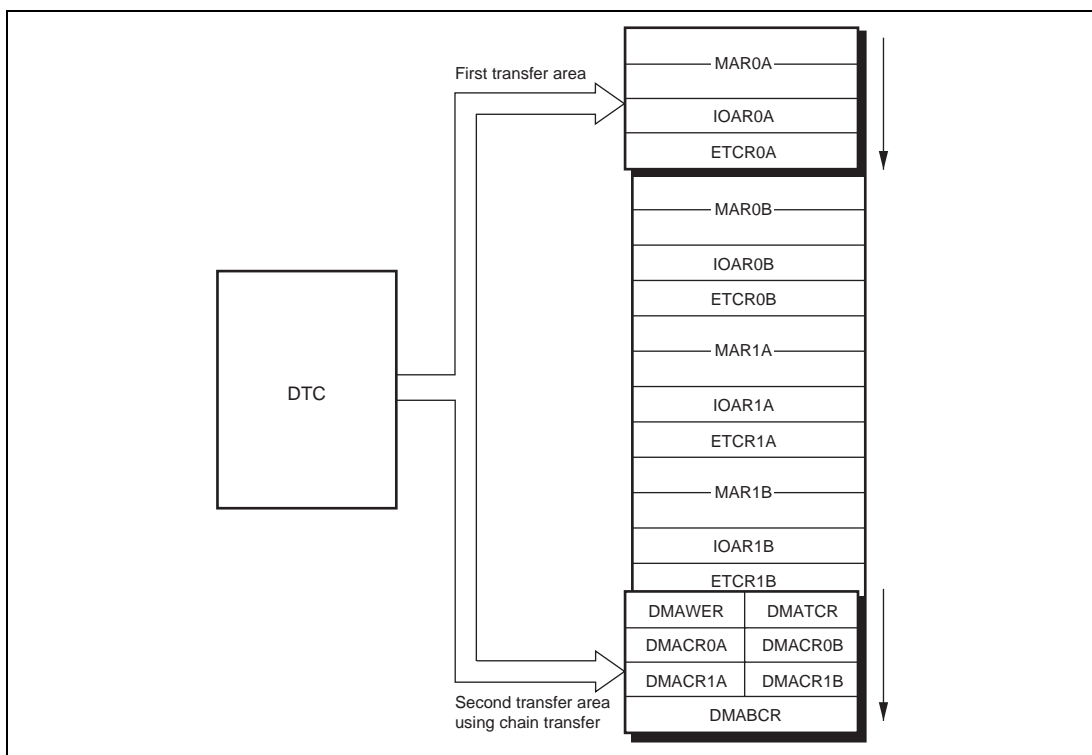 First transfer area
MAR0A
IOAR0A
ETCR0A
MAR0B
IOAR0B
ETCR0B
MAR1A
DTC
IOAR1A
ETCR1A
MAR1B
IOAR1B
ETCR1B
DMAWER DMATCR
DMACR0A DMACR0B
DMACR1A DMACR1B
DMABCR
Second transfer area
using chain transfer